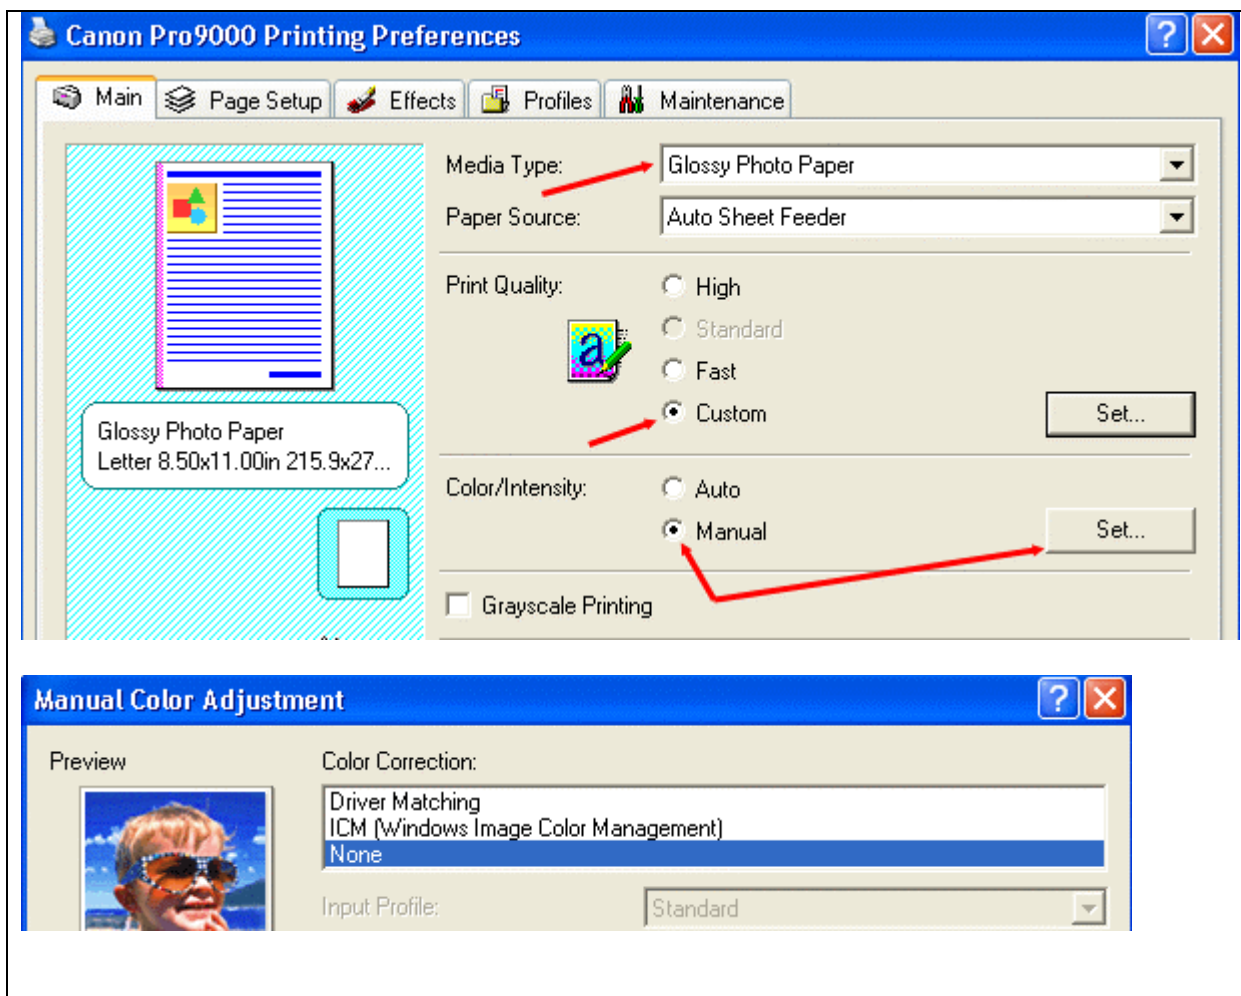 Canon Pro9000 Printing Preferences
Main Page Setup Effects Profiles Maintenance
Media Type: Glossy Photo Paper
Paper Source: Auto Sheet Feeder
Print Quality: High
Standard
Fast
Custom Set...
Glossy Photo Paper
Letter 8.50x11.00in 215.9x27...
Color/Intensity: Auto
Manual Set...
Grayscale Printing
Manual Color Adjustment
Preview
Color Correction:
Driver Matching
ICM (Windows Image Color Management)
None
Input Profile: Standard